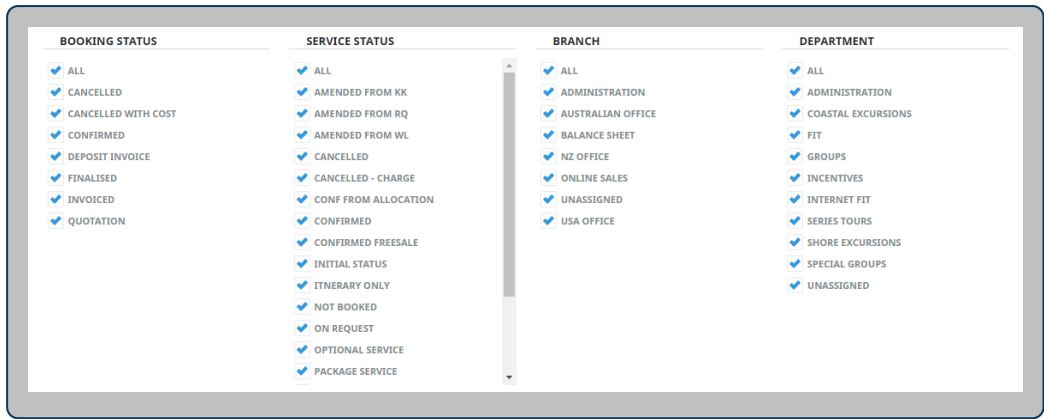 BOOKING STATUS
ALL
CANCELLED
CANCELLED WITH COST
CONFIRMED
DEPOSIT INVOICE
FINALISED
INVOICED
QUOTATION
SERVICE STATUS
ALL
AMENDED FROM KK
AMENDED FROM RQ
AMENDED FROM WL
CANCELLED
CANCELLED - CHARGE
CONF FROM ALLOCATION
CONFIRMED
CONFIRMED FREESALE
INITIAL STATUS
ITNERARY ONLY
NOT BOOKED
ON REQUEST
OPTIONAL SERVICE
PACKAGE SERVICE
BRANCH
ALL
ADMINISTRATION
AUSTRALIAN OFFICE
BALANCE SHEET
NZ OFFICE
ONLINE SALES
UNASSIGNED
USA OFFICE
DEPARTMENT
ALL
ADMINISTRATION
COASTAL EXCURSIONS
FIT
GROUPS
INCENTIVES
INTERNET FIT
SERIES TOURS
SHORE EXCURSIONS
SPECIAL GROUPS
UNASSIGNED